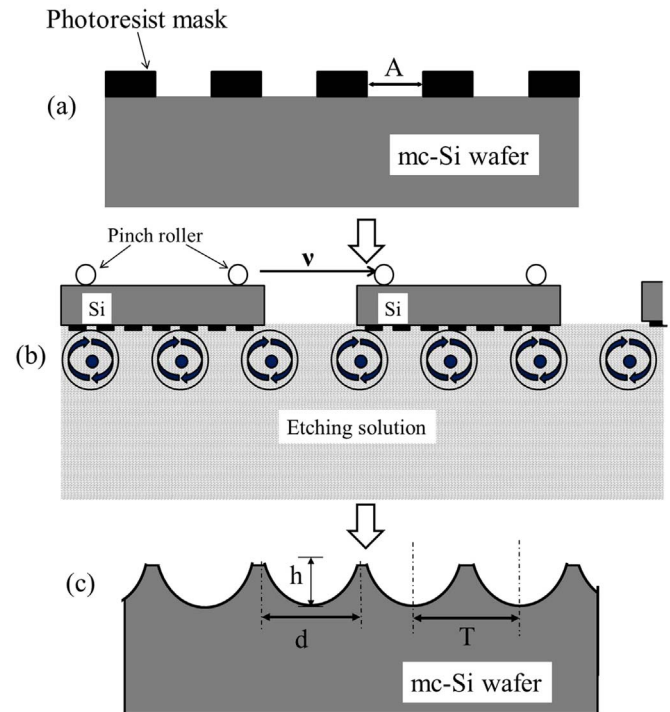 Photoresist mask
A
(a)
mc-Si wafer
Pinch roller
v
Si
Si
(b)
Etching solution
(c)
h
d
T
mc-Si wafer